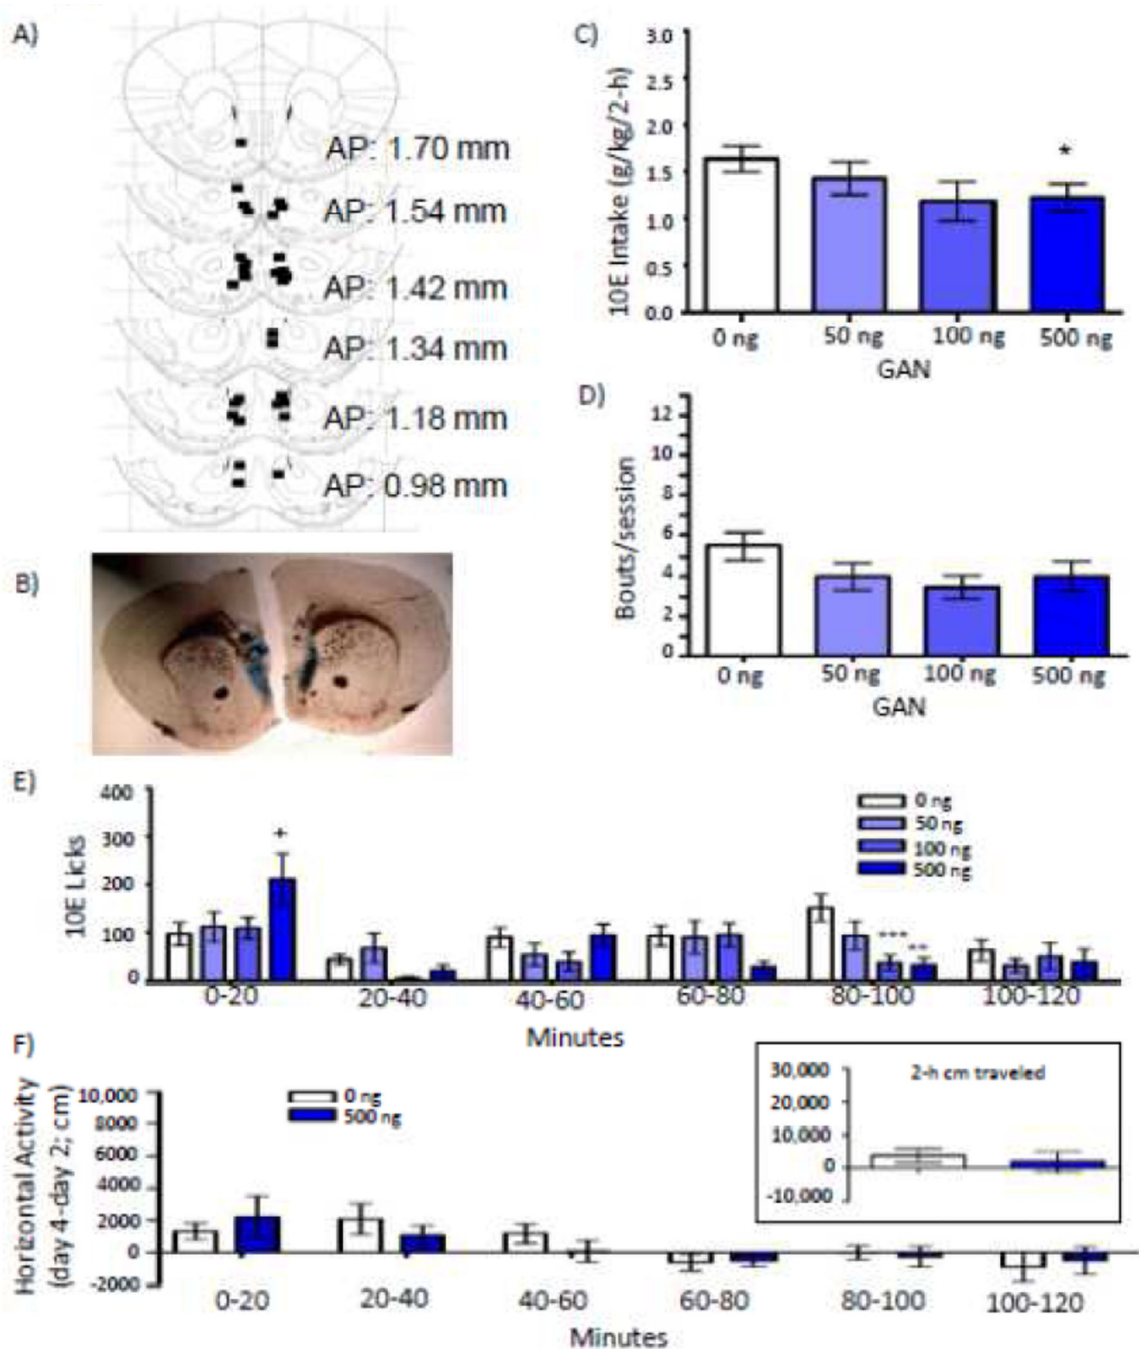 A)
AP: 1.70 mm
AP: 1.54 mm
AP: 1.42 mm
AP: 1.34 mm
AP: 1.18 mm
AP: 0.98 mm
B)
C)
10E Intake (g/kg/2-h)
3.0
2.5
2.0
1.5
1.0
0.5
0.0
*
0 ng 50 ng 100 ng 500 ng
GAN
D)
Bouts/session
12
10
8
6
4
2
0
0 ng 50 ng 100 ng 500 ng
GAN
E)
10E Licks
400
300
200
100
0
+
*** **
0 ng
50 ng
100 ng
500 ng
0-20 20-40 40-60 60-80 80-100 100-120
Minutes
F)
Horizontal Activity
(day 4-day 2; cm)
10,000
8000
6000
4000
2000
0
-2000
0 ng
500 ng
2-h cm traveled
30,000
20,000
10,000
0
-10,000
0-20 20-40 40-60 60-80 80-100 100-120
Minutes